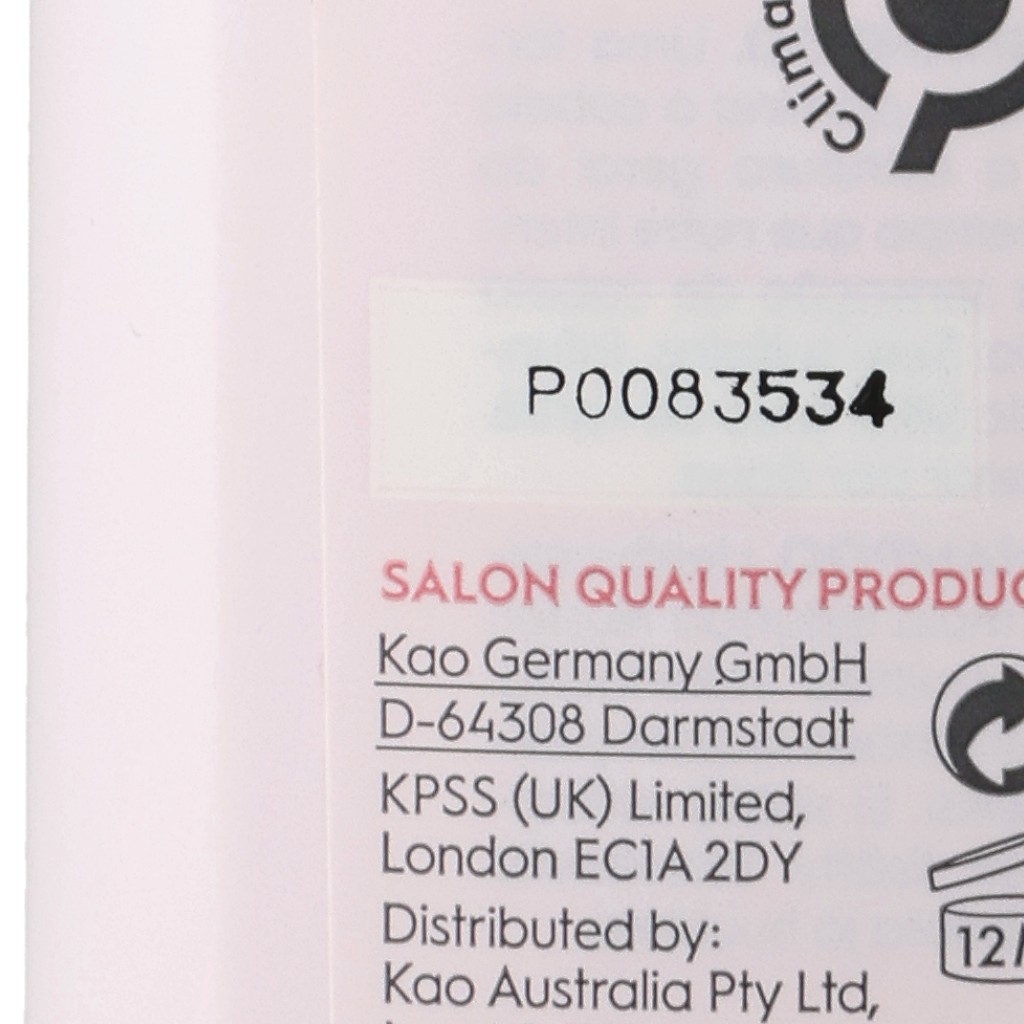 Clima
P0083534
SALON QUALITY PRODUC
Kao Germany GmbH
D-64308 Darmstadt
KPSS (UK) Limited,
London EC1A 2DY
Distributed by:
Kao Australia Pty Ltd,
12